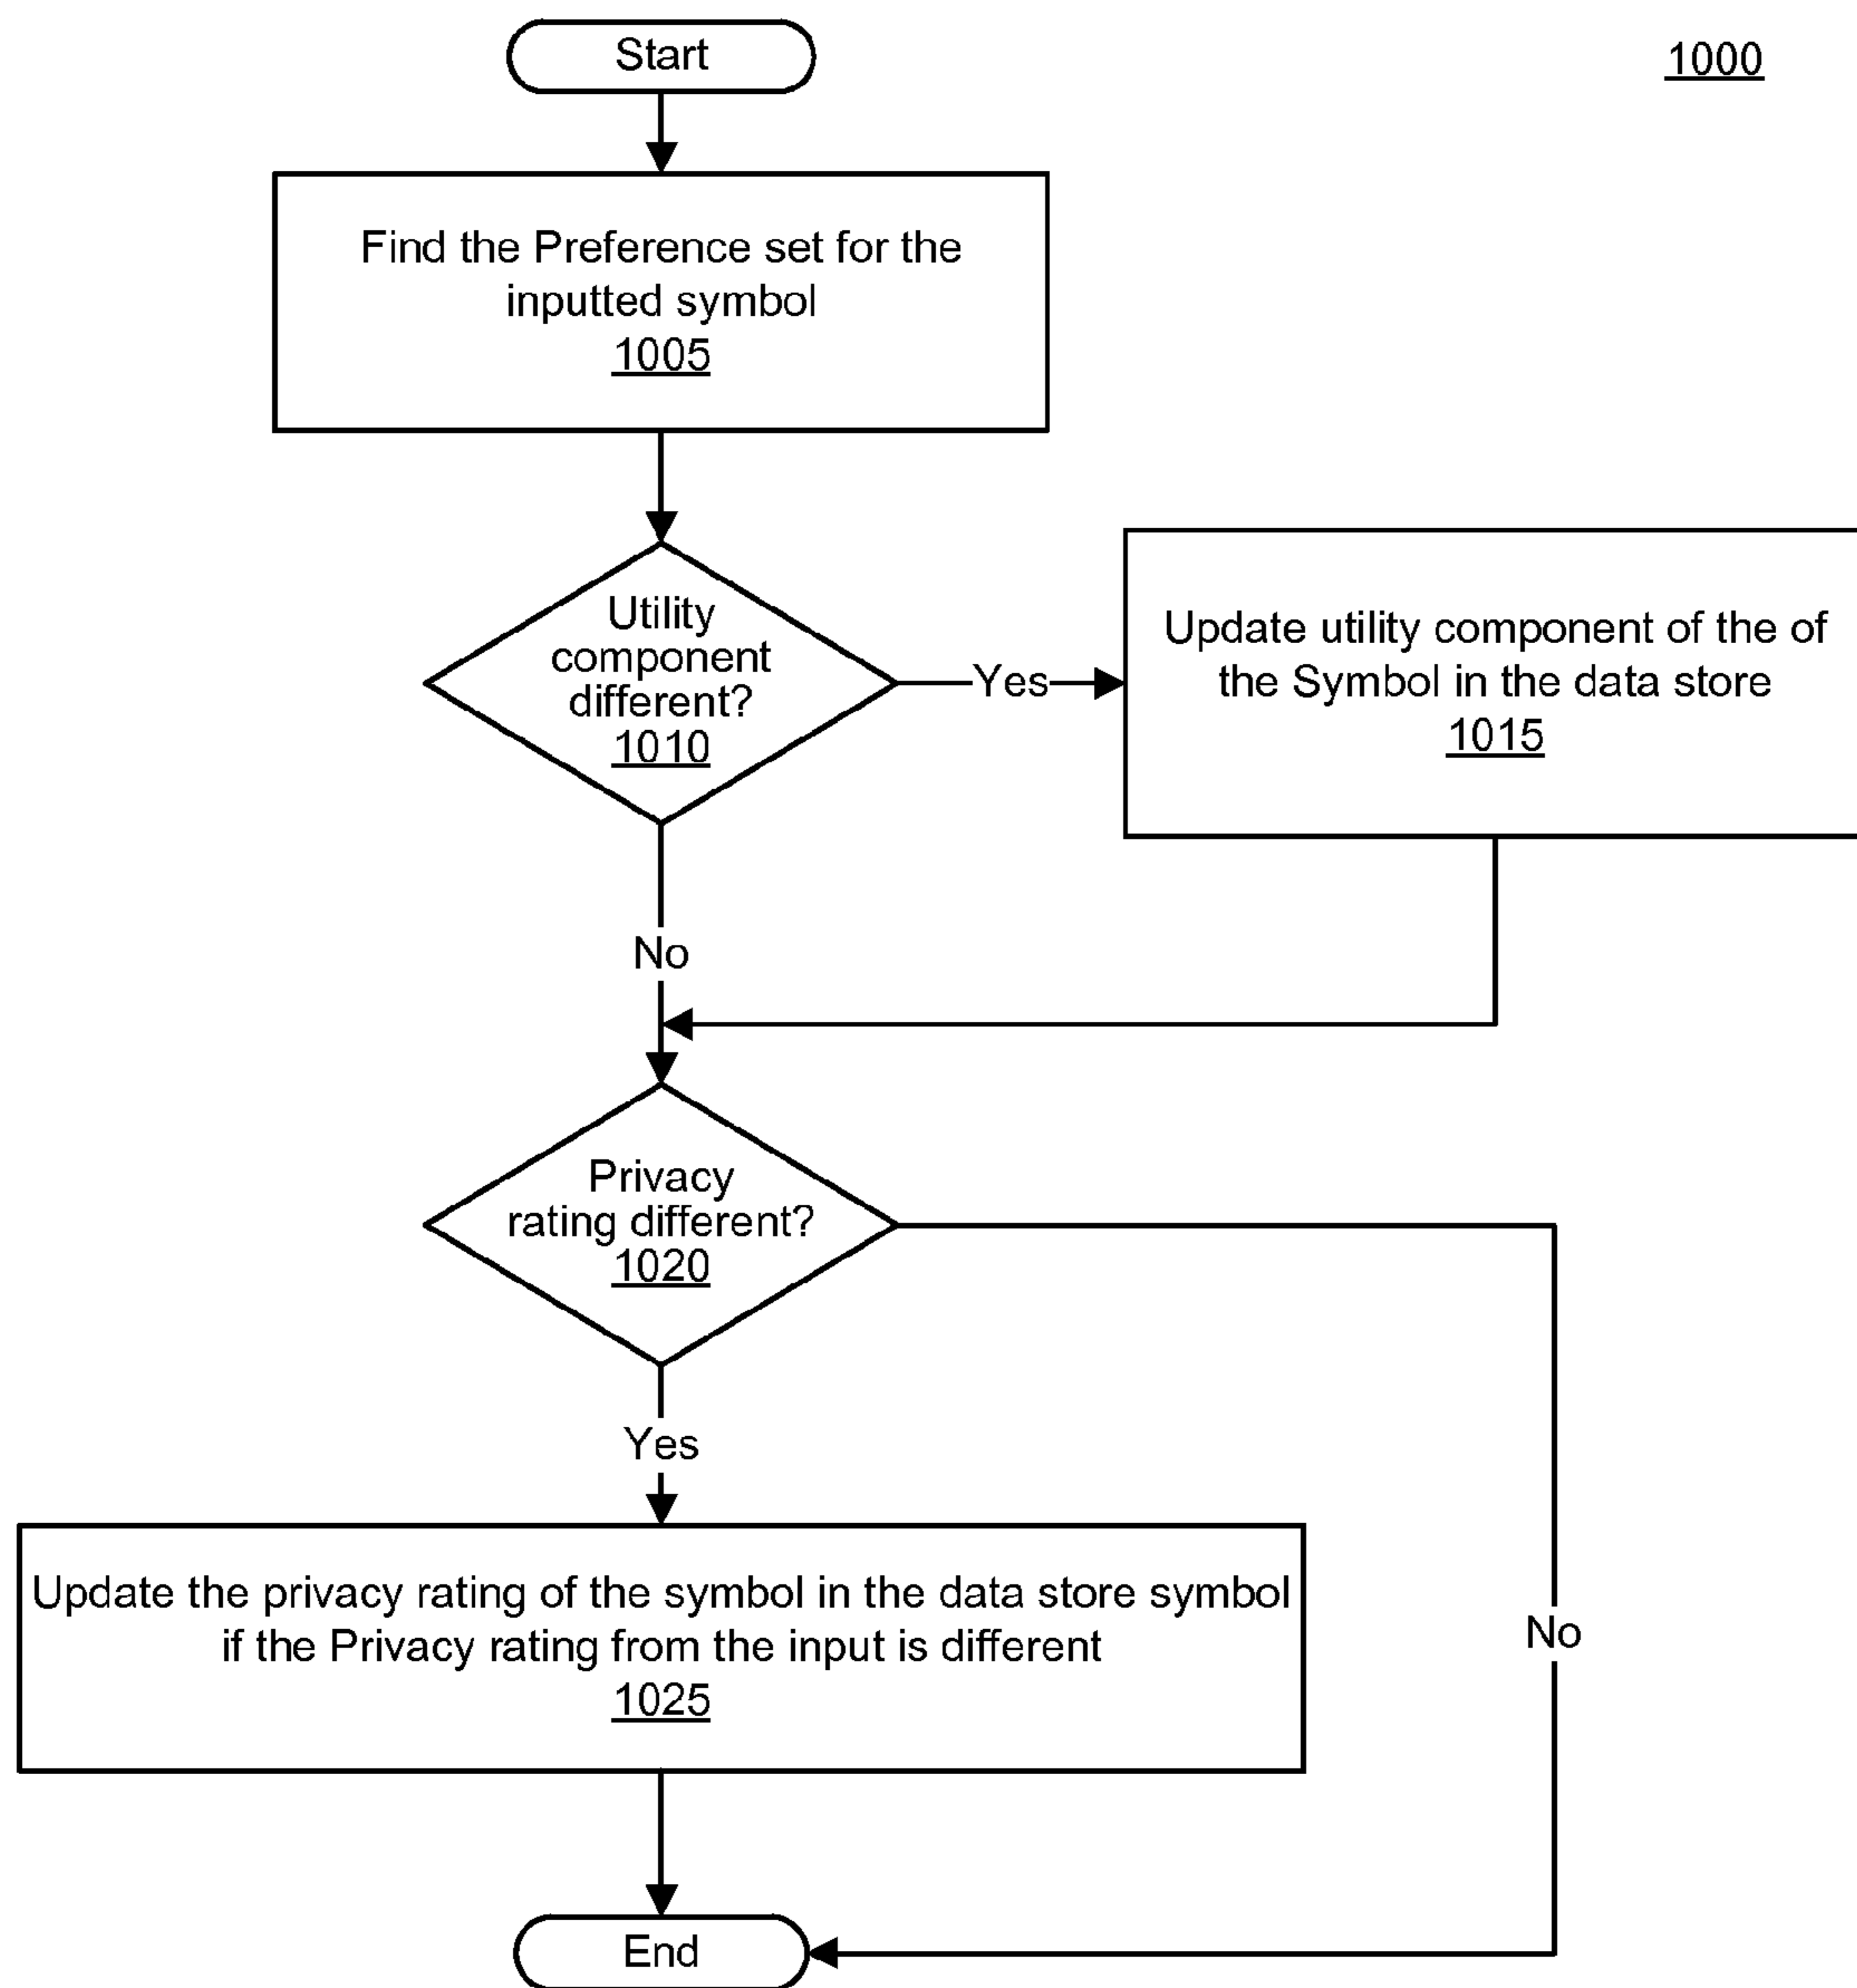 Start
1000
Find the Preference set for the
inputted symbol
1005
Utility
component
different?
1010
Yes
Update utility component of the of
the Symbol in the data store
1015
No
Privacy
rating different?
1020
Yes
Update the privacy rating of the symbol in the data store symbol
if the Privacy rating from the input is different
1025
No
End